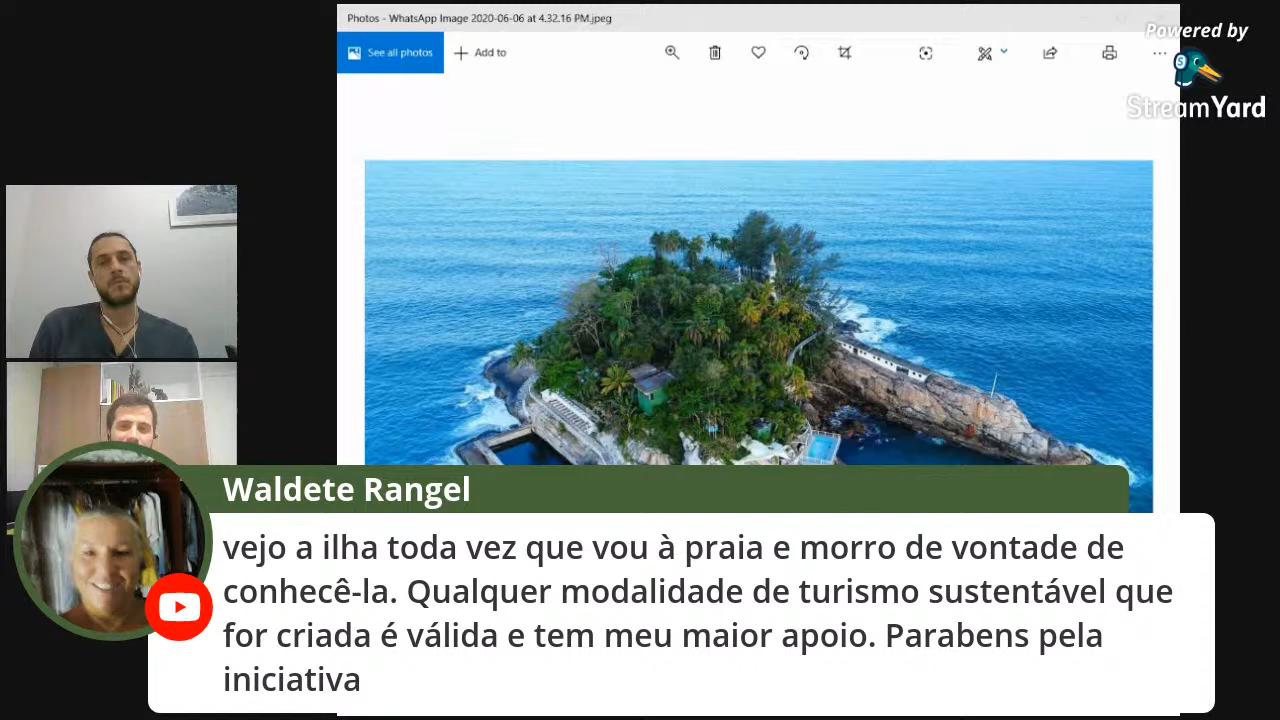 Photos - WhatsApp Image 2020-06-06 at 4.32.16 PM.jpeg
See all photos
Add to
Powered by
StreamYard
Waldete Rangel
vejo a ilha toda vez que vou à praia e morro de vontade de
conhecê-la. Qualquer modalidade de turismo sustentável que
for criada é válida e tem meu maior apoio. Parabens pela
iniciativa